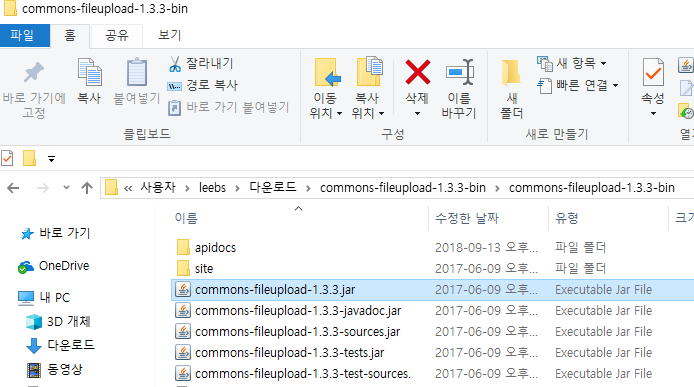 commons-fileupload-1.3.3-bin
파일 홈 공유 보기
바로 가기에 고정
복사
붙여넣기
잘라내기
경로 복사
바로 가기 붙여넣기
클립보드
이동 위치
복사 위치
삭제
이름 바꾸기
구성
새 폴더
새 항목
빠른 연결
새로 만들기
속성
« 사용자 > leebs > 다운로드 > commons-fileupload-1.3.3-bin > commons-fileupload-1.3.3-bin
바로 가기
OneDrive
내 PC
3D 개체
다운로드
동영상
이름 수정한 날짜 유형
apidocs 2018-09-13 오후... 파일 폴더
site 2017-06-09 오후... 파일 폴더
commons-fileupload-1.3.3.jar 2017-06-09 오후... Executable Jar File
commons-fileupload-1.3.3-javadoc.jar 2017-06-09 오후... Executable Jar File
commons-fileupload-1.3.3-sources.jar 2017-06-09 오후... Executable Jar File
commons-fileupload-1.3.3-tests.jar 2017-06-09 오후... Executable Jar File
commons-fileupload-1.3.3-test-sources. 2017-06-09 오후... Executable Jar File